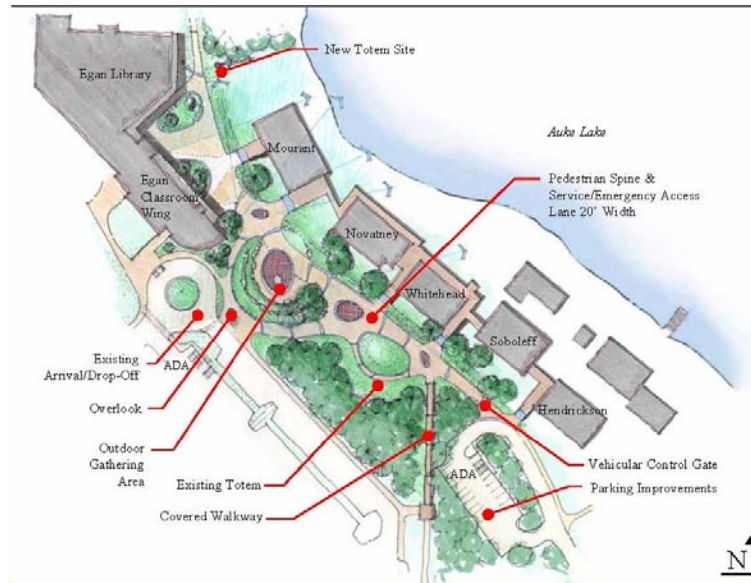 Egan Library
New Totem Site
Auke Lake
Mourant
Egan
Classroom
Wing
Pedestrian Spine &
Service/Emergency Access
Lane 20' Width
Novatney
Whitehead
Soboleff
Existing
Arrival/Drop-Off
ADA
Overlook
Hendrickson
Outdoor
Gathering
Area
Existing Totem
ADA
Vehicular Control Gate
Covered Walkway
Parking Improvements
N